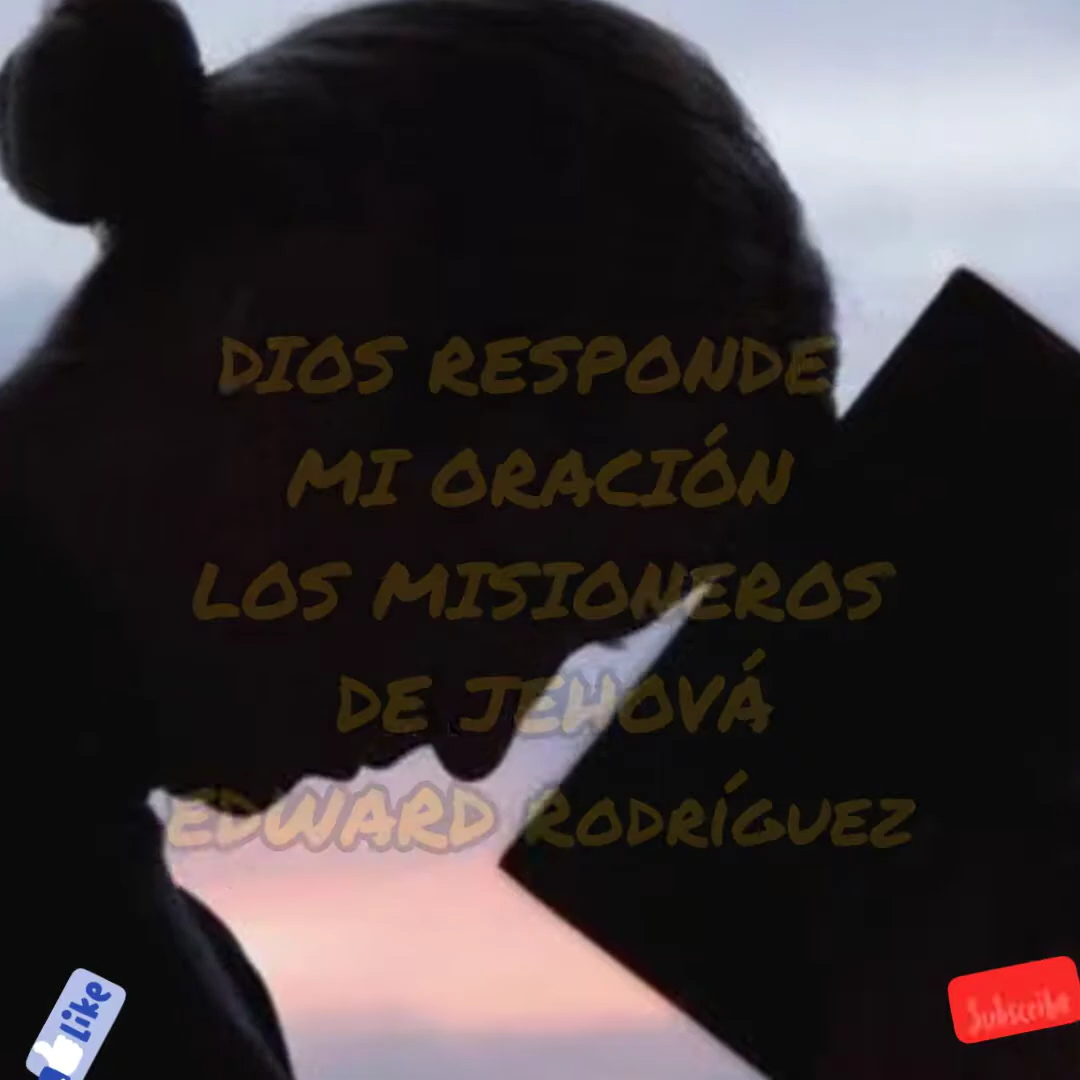 DIOS RESPONDE
MI ORACIÓN
LOS MISIONEROS
DE JEHOVÁ
EDWARD RODRÍGUEZ
Like
Subscribe